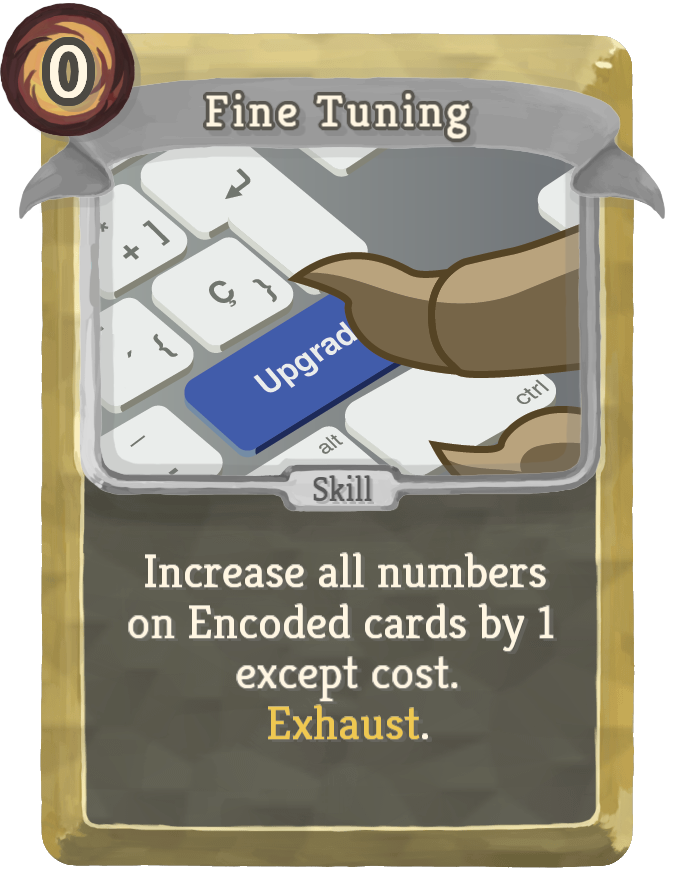 0
Fine Tuning
* + ]
Ç }
´ {
Upgrad
ctrl
alt
Skill
Increase all numbers
on Encoded cards by 1
except cost.
Exhaust.